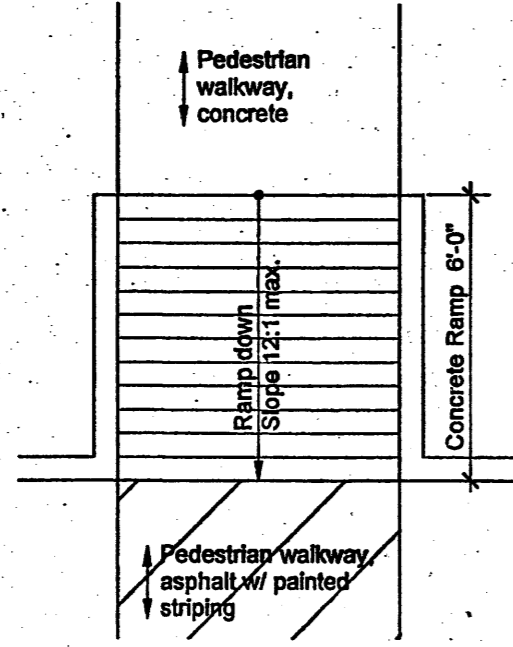 Pedestrian
walkway,
concrete
Ramp down
Slope 12:1 max.
Concrete Ramp 6'-0"
Pedestrian walkway,
asphalt w/ painted
striping